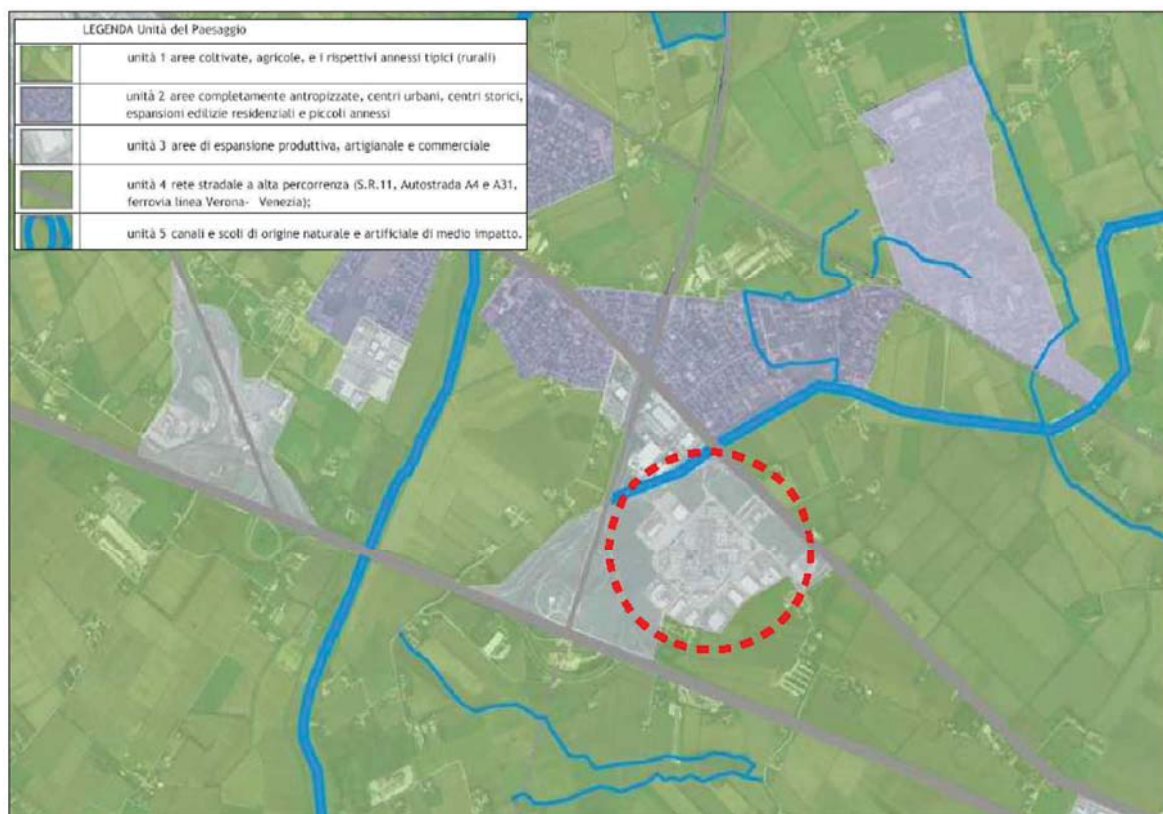 LEGENDA Unità del Paesaggio
unità 1 aree coltivate, agricole, e i rispettivi annessi tipici (rurali)
unità 2 aree completamente antropizzate, centri urbani, centri storici,
espansioni edilizie residenziali e piccoli annessi
unità 3 aree di espansione produttiva, artigianale e commerciale
unità 4 rete stradale a alta percorrenza (S.R.11, Autostrada A4 e A31,
ferrovia linea Verona- Venezia);
unità 5 canali e scoli di origine naturale e artificiale di medio impatto.